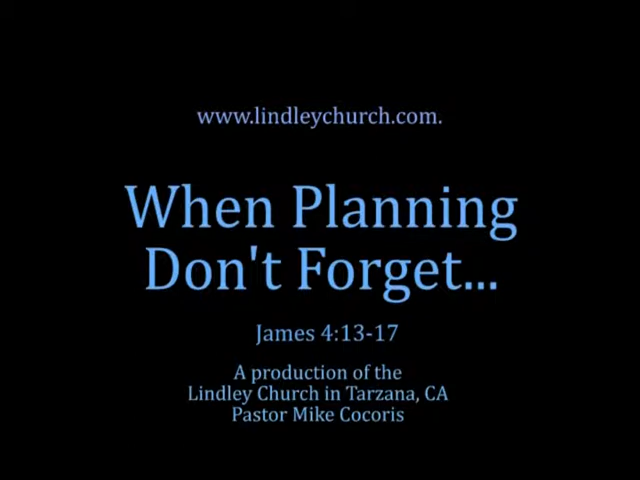 www.lindleychurch.com.
When Planning
Don't Forget...
James 4:13-17
A production of the
Lindley Church in Tarzana, CA
Pastor Mike Cocoris